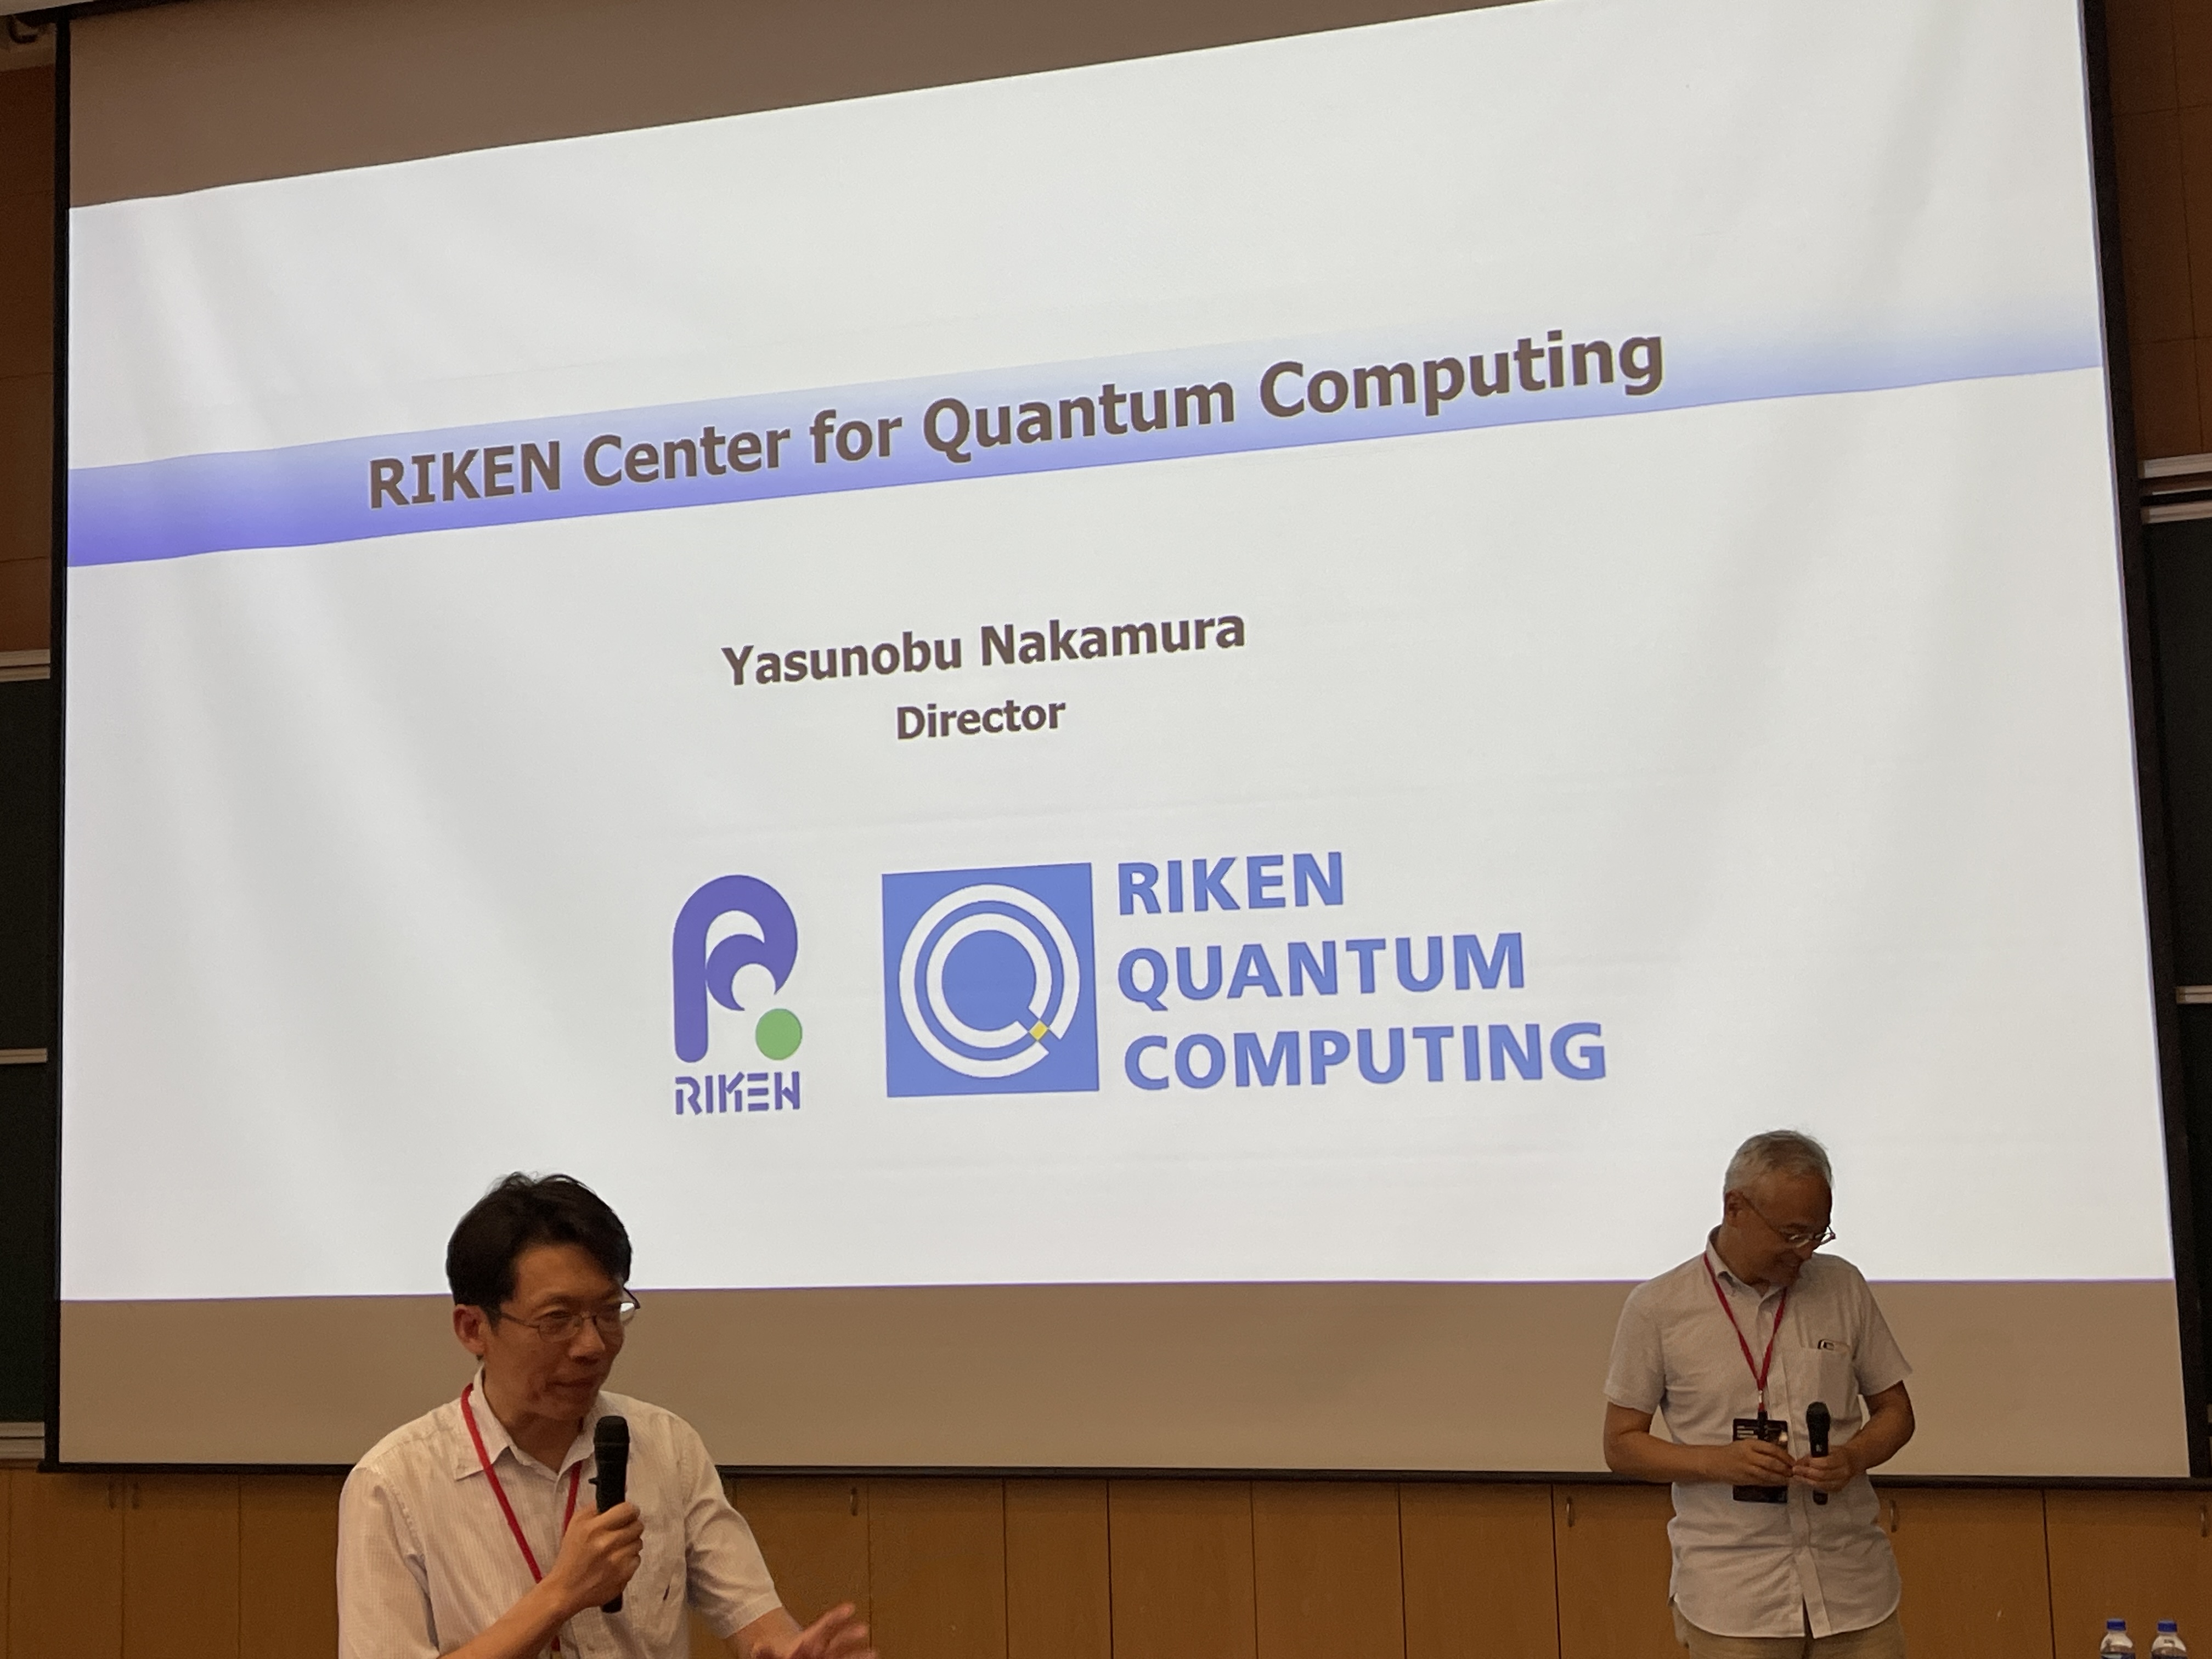 RIKEN Center for Quantum Computing
Yasunobu Nakamura
Director
RIKEN
RIKEN
QUANTUM
COMPUTING